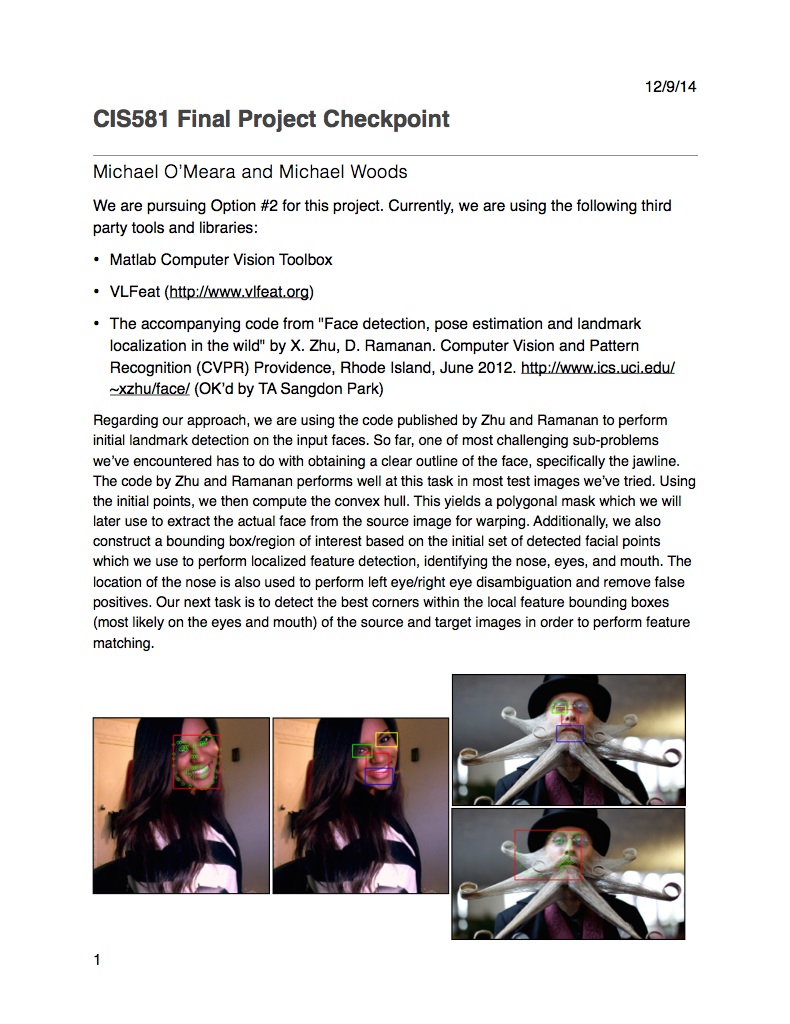 12/9/14
CIS581 Final Project Checkpoint
Michael O'Meara and Michael Woods
We are pursuing Option #2 for this project. Currently, we are using the following third
party tools and libraries:
• Matlab Computer Vision Toolbox
• VLFeat (http://www.vlfeat.org)
• The accompanying code from "Face detection, pose estimation and landmark
localization in the wild" by X. Zhu, D. Ramanan. Computer Vision and Pattern
Recognition (CVPR) Providence, Rhode Island, June 2012. http://www.ics.uci.edu/
~xzhu/face/ (OK’d by TA Sangdon Park)
Regarding our approach, we are using the code published by Zhu and Ramanan to perform
initial landmark detection on the input faces. So far, one of most challenging sub-problems
we’ve encountered has to do with obtaining a clear outline of the face, specifically the jawline.
The code by Zhu and Ramanan performs well at this task in most test images we’ve tried. Using
the initial points, we then compute the convex hull. This yields a polygonal mask which we will
later use to extract the actual face from the source image for warping. Additionally, we also
construct a bounding box/region of interest based on the initial set of detected facial points
which we use to perform localized feature detection, identifying the nose, eyes, and mouth. The
location of the nose is also used to perform left eye/right eye disambiguation and remove false
positives. Our next task is to detect the best corners within the local feature bounding boxes
(most likely on the eyes and mouth) of the source and target images in order to perform feature
matching.
1